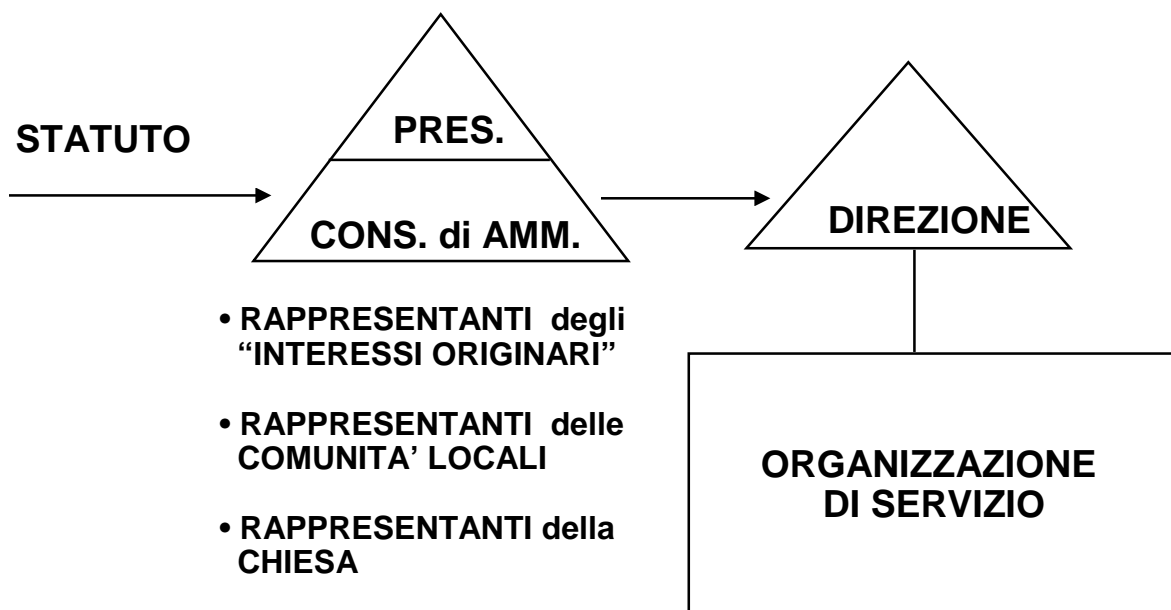 STATUTO
PRES.
CONS. di AMM.
DIREZIONE
• RAPPRESENTANTI degli
“INTERESSI ORIGINARI”
• RAPPRESENTANTI delle
COMUNITA’ LOCALI
• RAPPRESENTANTI della
CHIESA
ORGANIZZAZIONE
DI SERVIZIO